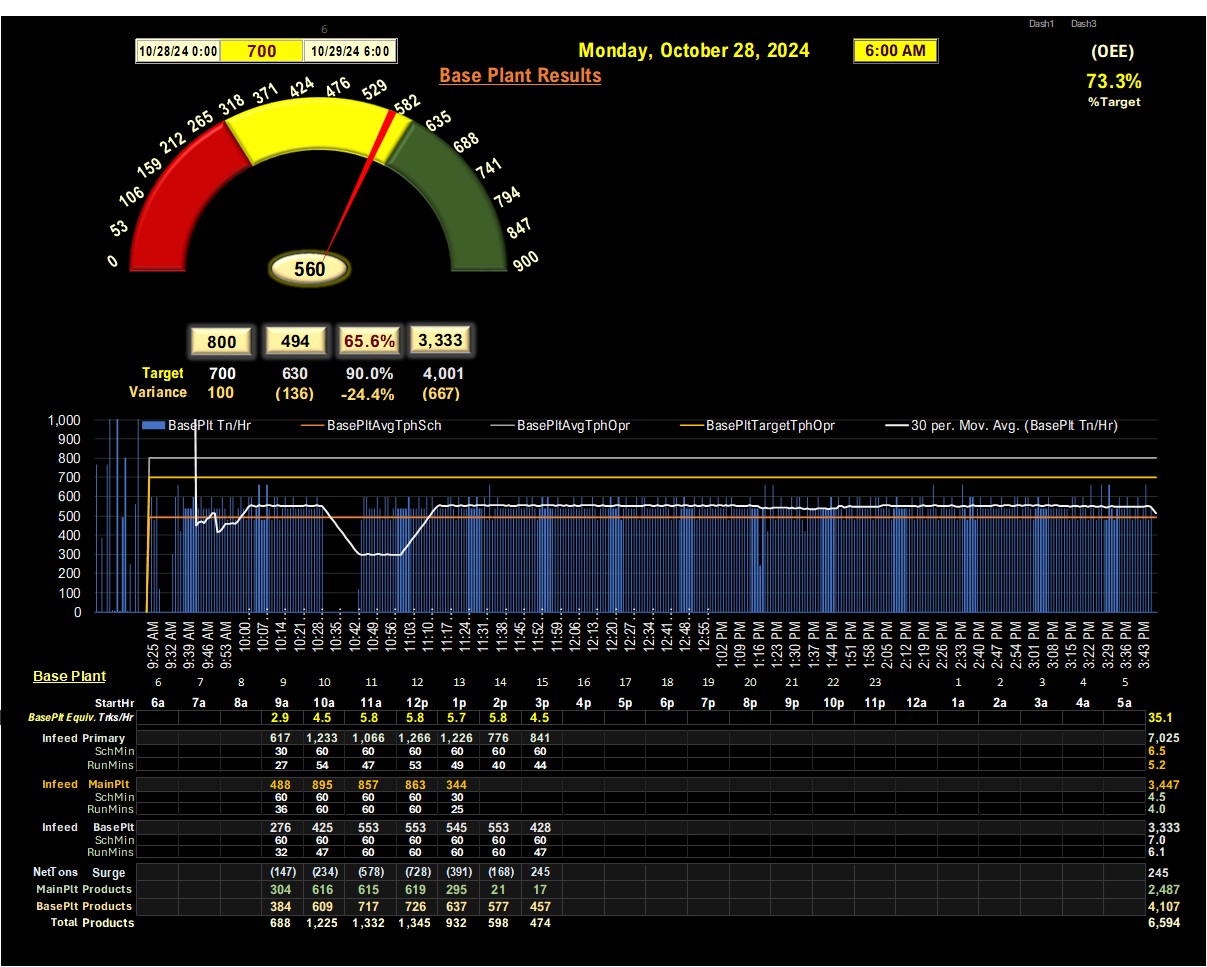 Dash1 Dash3
6
10/28/24 0:00 700 10/29/24 6:00 Monday, October 28, 2024 6:00 AM (OEE)
Base Plant Results 73.3%
%Target
0 53 106 159 212 265 318 371 424 476 529 582 635 688 741 794 847 900
560
800 494 65.6% 3,333
Target 700 630 90.0% 4,001
Variance 100 (136) -24.4% (667)
BasePlt Tn/Hr BasePltAvgTphSch BasePltAvgTphOpr BasePltTargetTphOpr 30 per. Mov. Avg. (BasePlt Tn/Hr)
1,000
900
800
700
600
500
400
300
200
100
0
9:25 AM 9:32 AM 9:39 AM 9:46 AM 9:53 AM 10:00… 10:07… 10:14… 10:21… 10:28… 10:35… 10:42… 10:49… 10:56… 11:03… 11:10… 11:17… 11:24… 11:31… 11:38… 11:45… 11:52… 11:59… 12:06… 12:13… 12:20… 12:27… 12:34… 12:41… 12:48… 12:55… 1:02 PM 1:09 PM 1:16 PM 1:23 PM 1:30 PM 1:37 PM 1:44 PM 1:51 PM 1:58 PM 2:05 PM 2:12 PM 2:19 PM 2:26 PM 2:33 PM 2:40 PM 2:47 PM 2:54 PM 3:01 PM 3:08 PM 3:15 PM 3:22 PM 3:29 PM 3:36 PM 3:43 PM
Base Plant 6 7 8 9 10 11 12 13 14 15 16 17 18 19 20 21 22 23 1 2 3 4 5
StartHr 6a 7a 8a 9a 10a 11a 12p 1p 2p 3p 4p 5p 6p 7p 8p 9p 10p 11p 12a 1a 2a 3a 4a 5a
BasePlt Equiv. Trks/Hr 2.9 4.5 5.8 5.8 5.7 5.8 4.5 35.1
Infeed Primary 617 1,233 1,066 1,266 1,226 776 841 7,025
SchMin 30 60 60 60 60 60 60 6.5
RunMins 27 54 47 53 49 40 44 5.2
Infeed MainPlt 488 895 857 863 344 3,447
SchMin 60 60 60 60 30 4.5
RunMins 36 60 60 60 25 4.0
Infeed BasePlt 276 425 553 553 545 553 428 3,333
SchMin 60 60 60 60 60 60 60 7.0
RunMins 32 47 60 60 60 60 47 6.1
NetTons Surge (147) (234) (578) (728) (391) (168) 245 245
MainPlt Products 304 616 615 619 295 21 17 2,487
BasePlt Products 384 609 717 726 637 577 457 4,107
Total Products 688 1,225 1,332 1,345 932 598 474 6,594